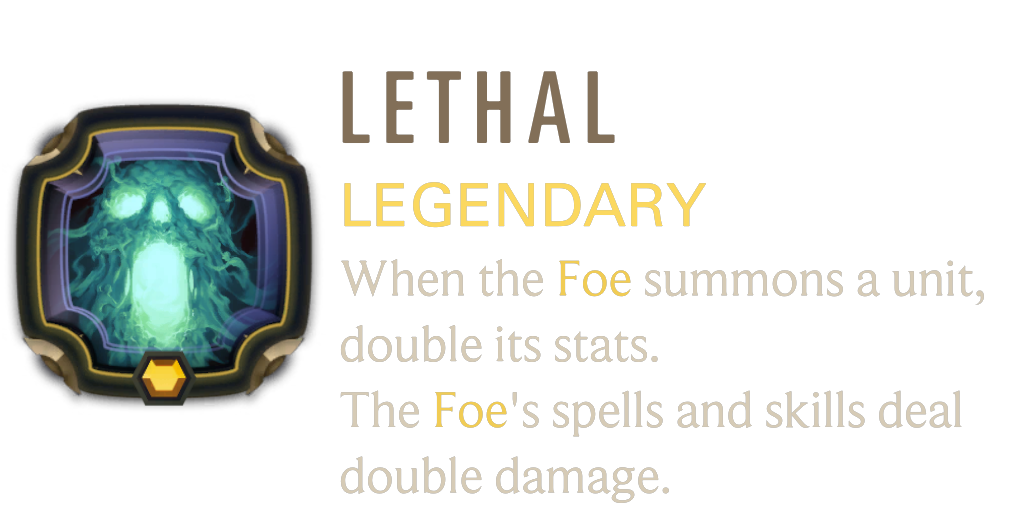 LETHAL
LEGENDARY
When the Foe summons a unit,
double its stats.
The Foe's spells and skills deal
double damage.